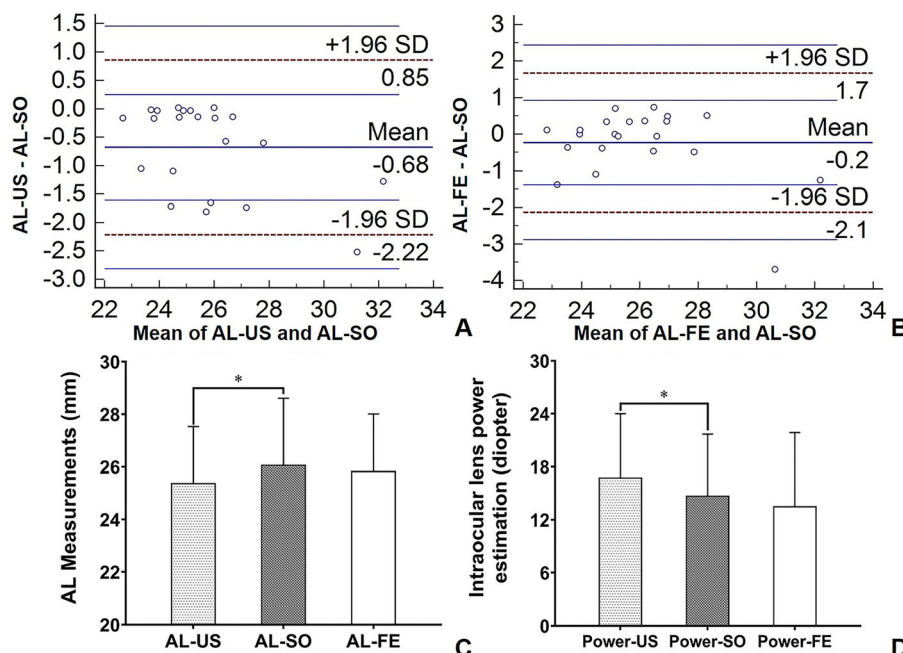 1.5
1.0
0.5
0.0
-0.5
-1.0
-1.5
-2.0
-2.5
-3.0
AL-US - AL-SO
+1.96 SD
0.85
Mean
-0.68
-1.96 SD
-2.22
22 24 26 28 30 32 34
Mean of AL-US and AL-SO
A
3
2
1
0
-1
-2
-3
-4
AL-FE - AL-SO
+1.96 SD
1.7
Mean
-0.2
-1.96 SD
-2.1
22 24 26 28 30 32 34
Mean of AL-FE and AL-SO
B
30
28
26
24
22
20
AL Measurements (mm)
*
AL-US AL-SO AL-FE
C
30
24
18
12
6
0
Intraocular lens power
estimation (diopter)
*
Power-US Power-SO Power-FE
D